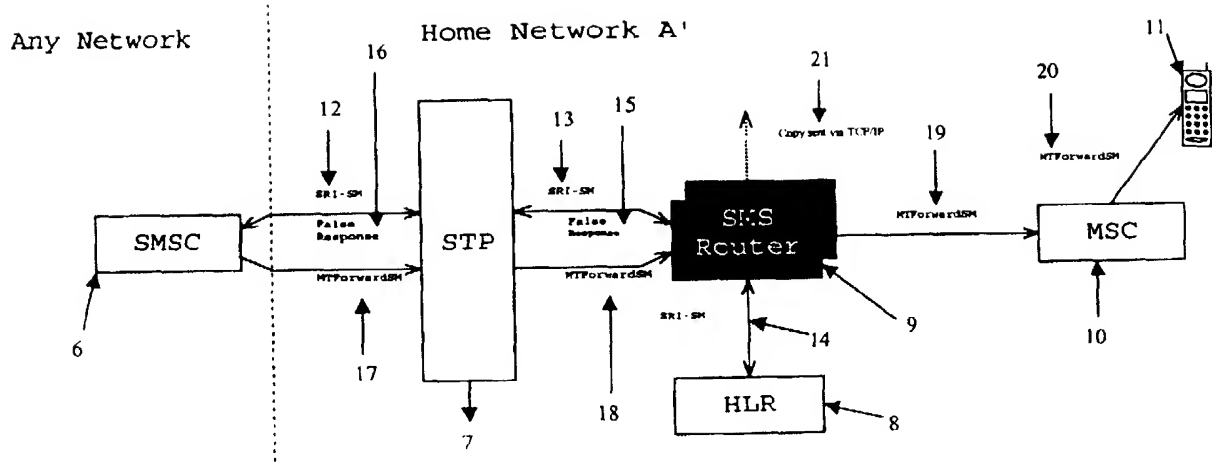 Any Network
Home Network A'
16
21
20
11
12
13
15
Copy sent via TCP/IP
19
MTForwardSM
SRI-SM
SRI-SM
False
Response
False
Response
MTForwardSM
SMSC
STP
SMS
Router
MSC
MTForwardSM
MTForwardSM
6
17
18
SRI-SM
14
9
10
HLR
7
8